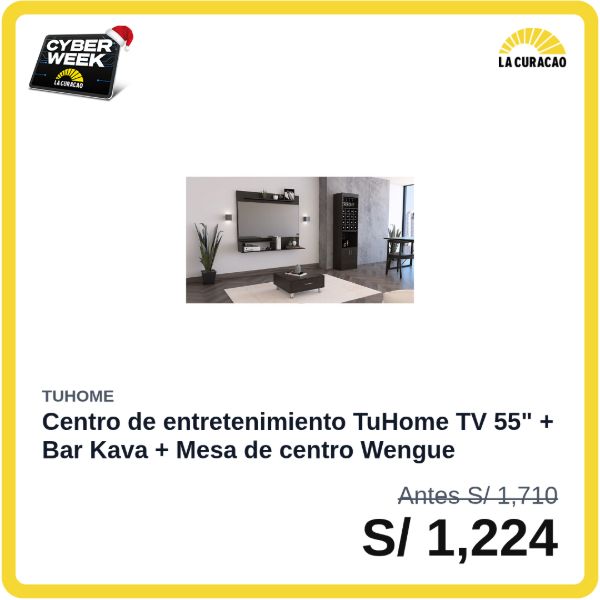 CYBER
WEEK
LA CURACAO
LA CURACAO
TUHOME
Centro de entretenimiento TuHome TV 55" +
Bar Kava + Mesa de centro Wengue
Antes S/ 1,710
S/ 1,224